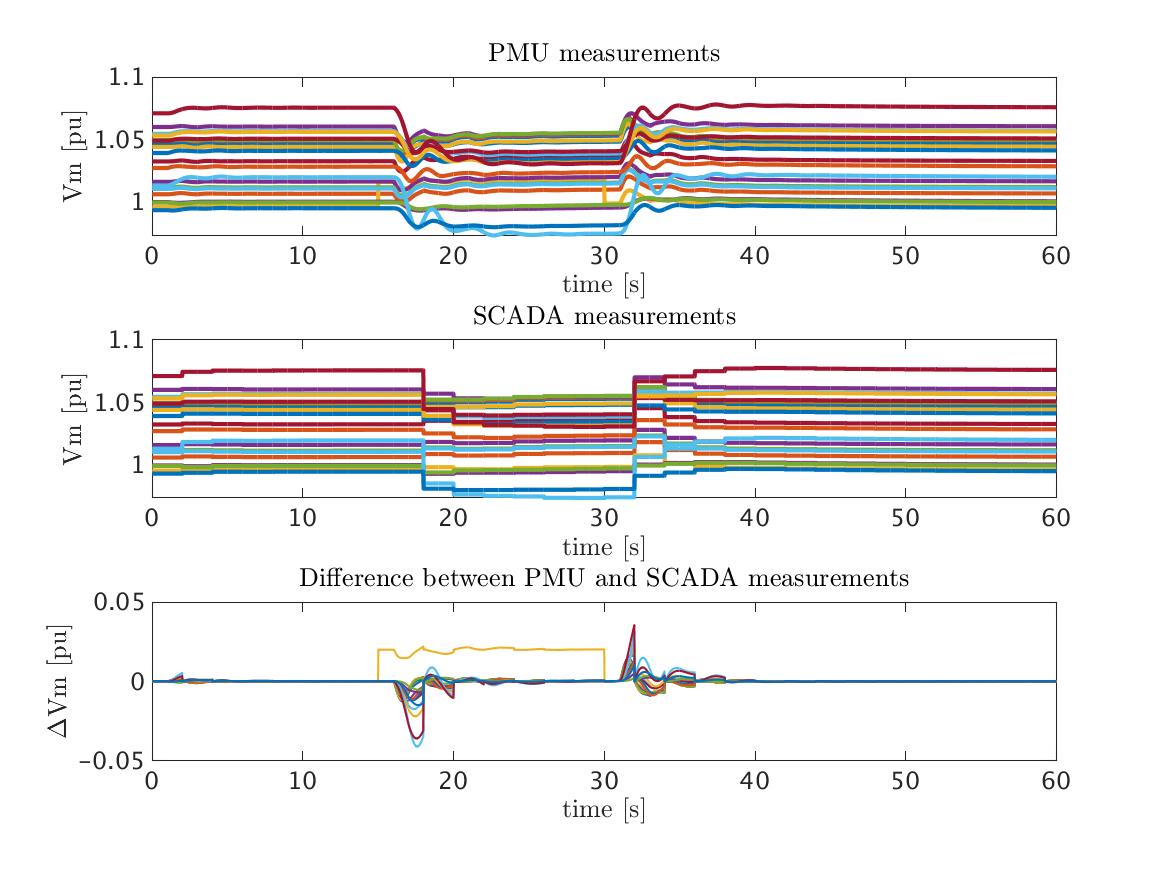 PMU measurements
1.1
1.05
1
Vm [pu]
0 10 20 30 40 50 60
time [s]
SCADA measurements
1.1
1.05
1
Vm [pu]
0 10 20 30 40 50 60
time [s]
Difference between PMU and SCADA measurements
0.05
0
-0.05
ΔVm [pu]
0 10 20 30 40 50 60
time [s]